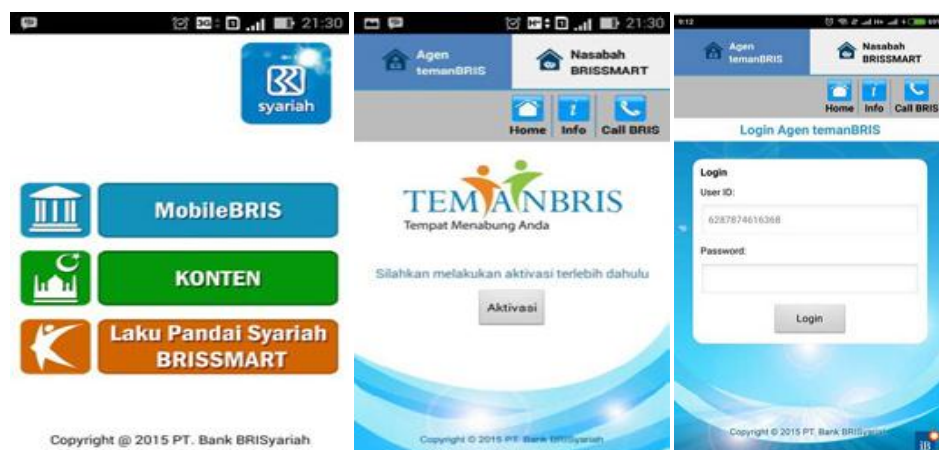 21:30
syariah
MobileBRIS
KONTEN
Laku Pandai Syariah
BRISSMART
Copyright @ 2015 PT. Bank BRISyariah
21:30
Agen
temanBRIS
Nasabah
BRISSMART
Home Info Call BRIS
TEMANBRIS
Tempat Menabung Anda
Silahkan melakukan aktivasi terlebih dahulu
Aktivasi
Copyright © 2015 PT. Bank BRISyariah
9:12
Agen
temanBRIS
Nasabah
BRISSMART
Home Info Call BRIS
Login Agen temanBRIS
Login
User ID:
6287874616368
Password:
Login
Copyright © 2015 PT. Bank
iB